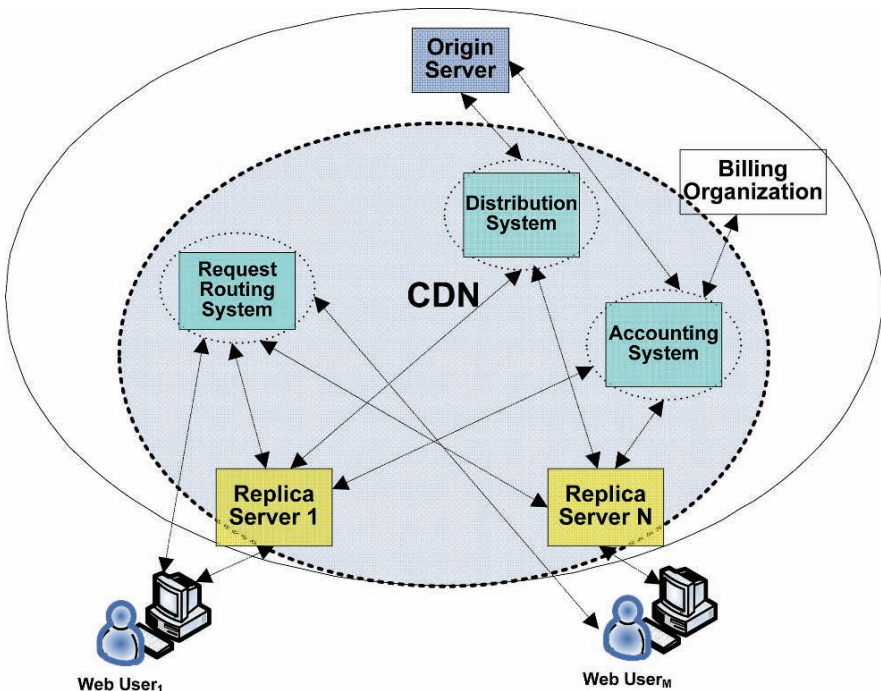 Origin
Server
Billing
Organization
Distribution
System
Request
Routing
System
CDN
Accounting
System
Replica
Server 1
Replica
Server N
Web User₁
Web Userₘ